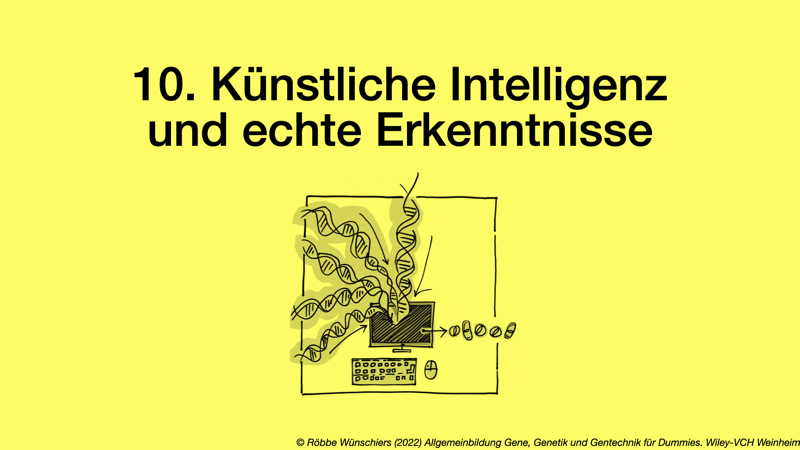 10. Künstliche Intelligenz
und echte Erkenntnisse
© Röbbe Wünschiers (2022) Allgemeinbildung Gene, Genetik und Gentechnik für Dummies. Wiley-VCH Weinheim